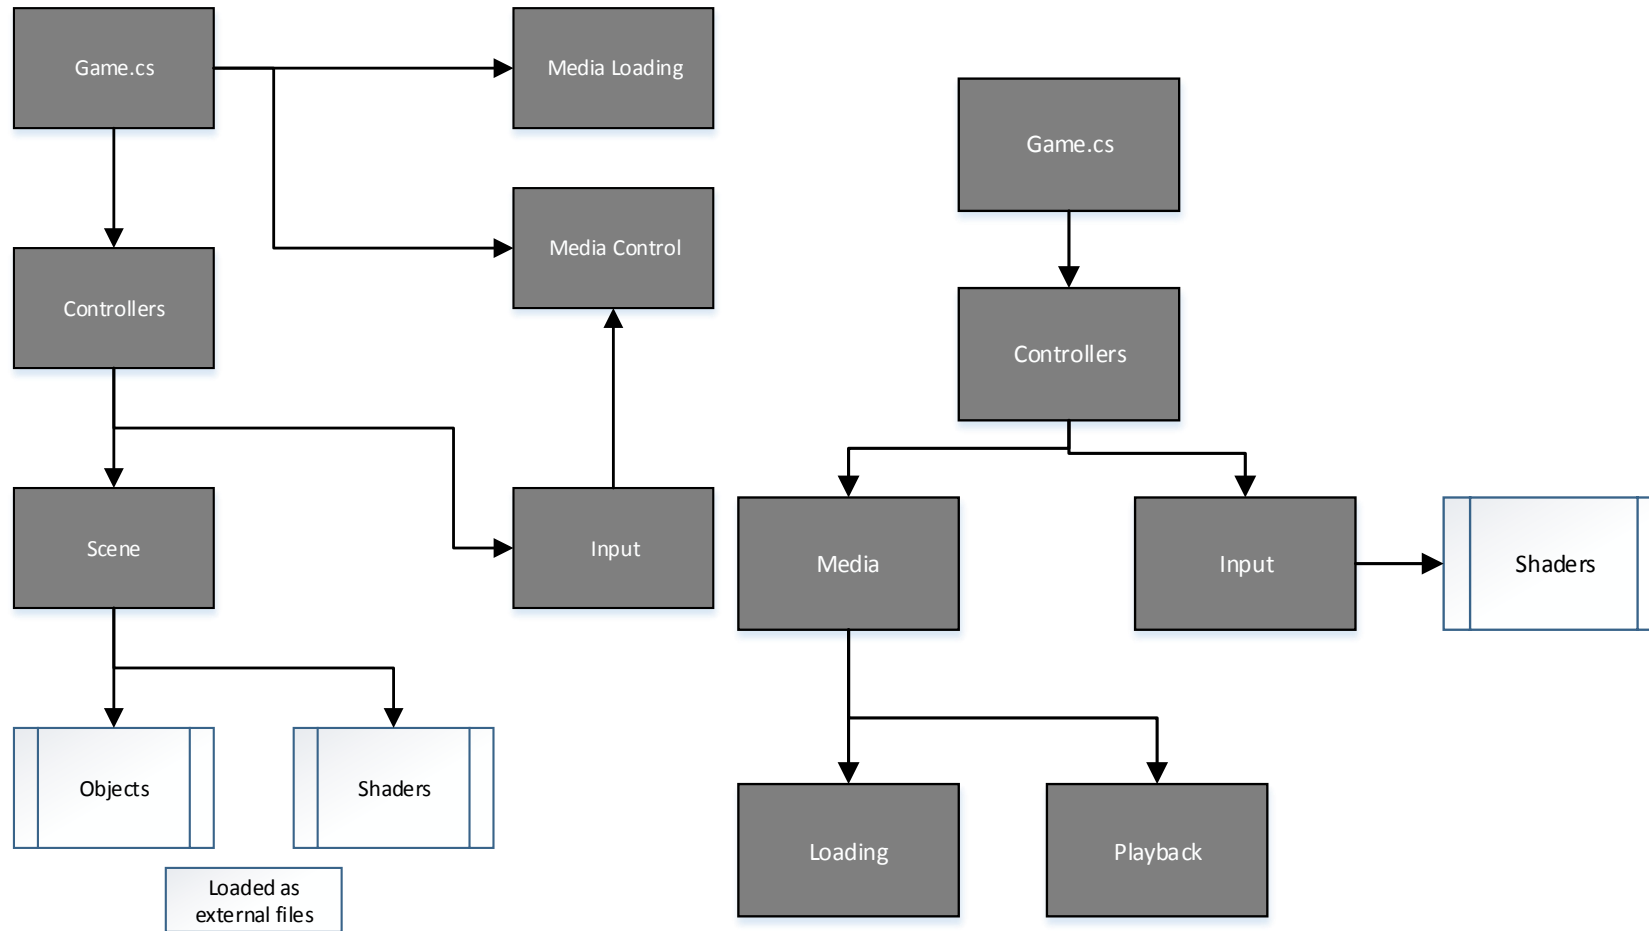 Game.cs
Media Loading
Media Control
Controllers
Scene
Input
Objects
Shaders
Loaded as
external files
Game.cs
Controllers
Media
Input
Shaders
Loading
Playback